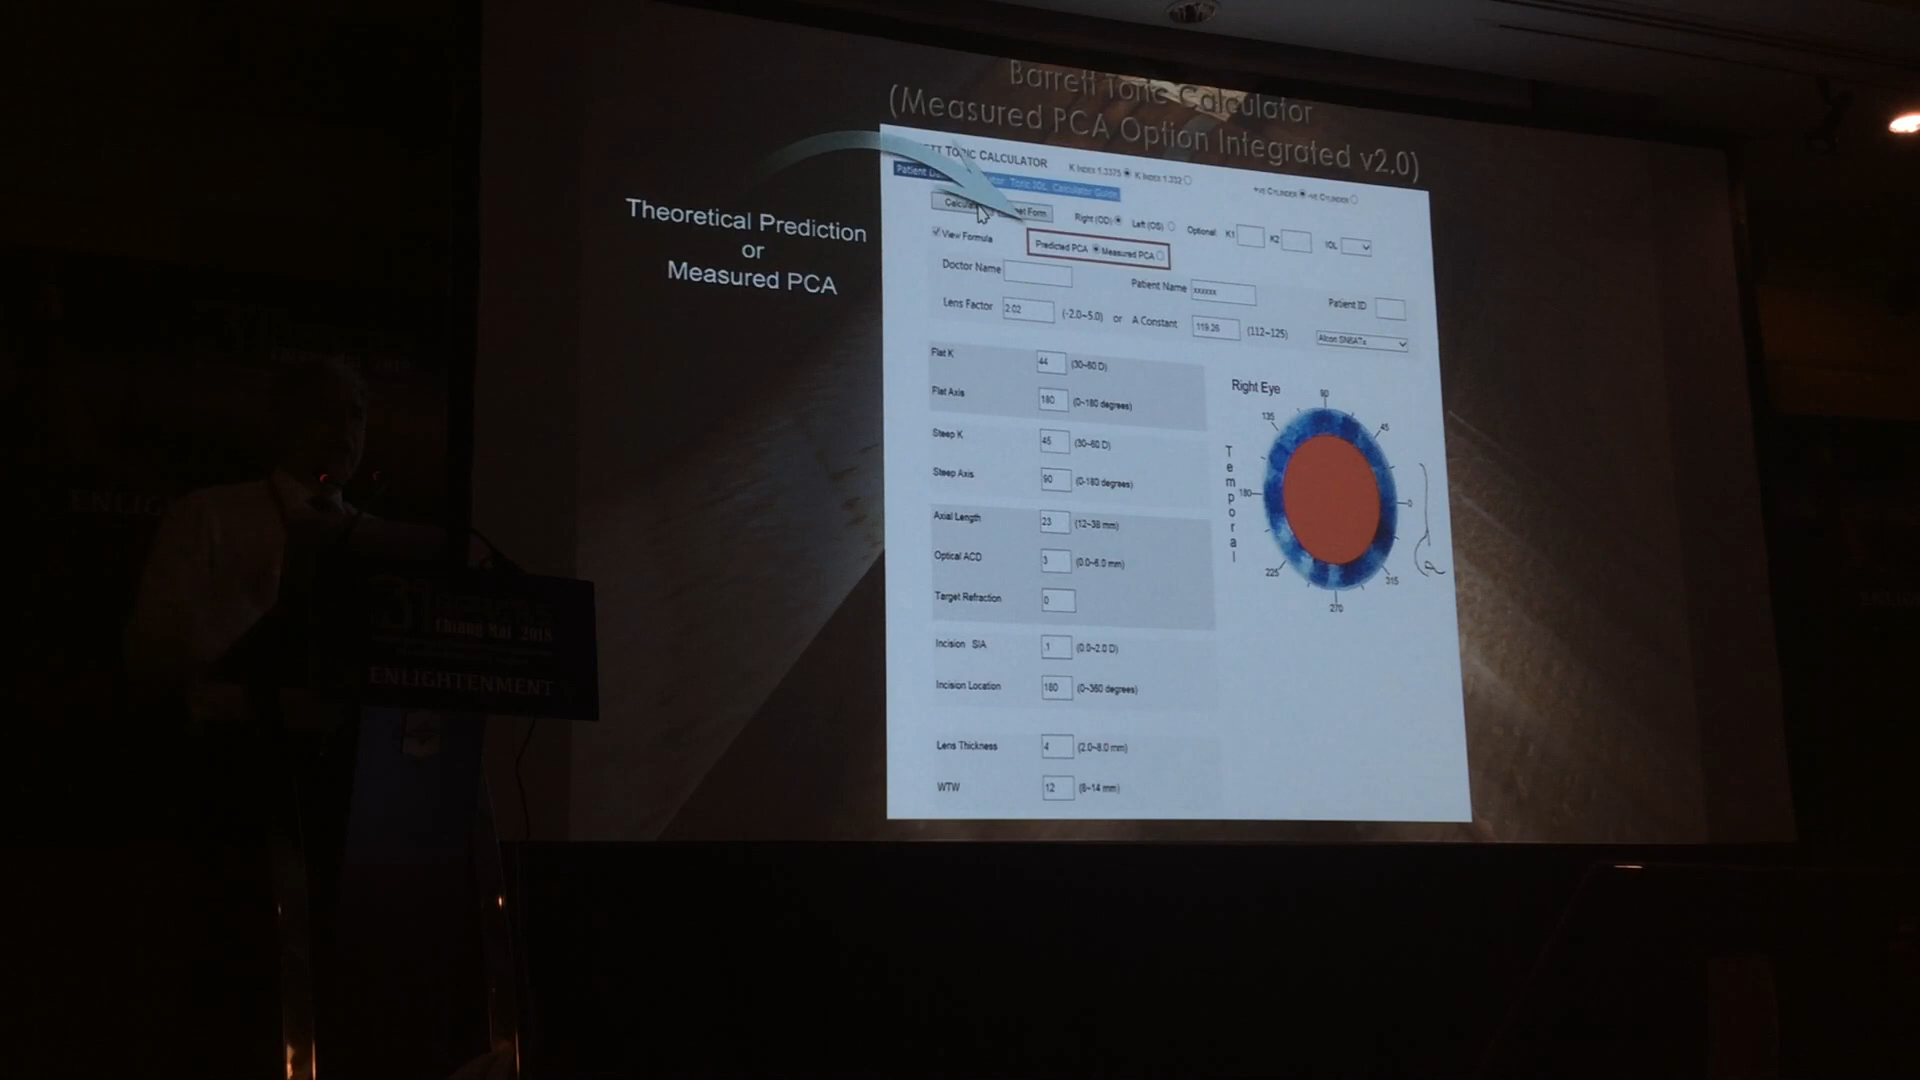 Barrett Toric Calculator
(Measured PCA Option Integrated v2.0)
Theoretical Prediction
or
Measured PCA
TORIC CALCULATOR
K Index 1.3375 K Index 1.332
+ve Cylinder -ve Cylinder
Patient
Toric IOL Calculator Guide
Form
Right (OD) Left (OS)
Optional: K1 K2 IOL
View Formula
Predicted PCA Measured PCA
Doctor Name
Patient Name xxxxxx
Patient ID
Lens Factor 2.02 (-2.0~5.0) or A Constant 119.26 (112~125)
Alcon SN6ATx
Flat K 44 (30~60 D)
Flat Axis 180 (0~180 degrees)
Steep K 45 (30~60 D)
Steep Axis 90 (0-180 degrees)
Axial Length 23 (12~38 mm)
Optical ACD 3 (0.0~6.0 mm)
Target Refraction 0
Incision SIA .1 (0.0~2.0 D)
Incision Location 180 (0~360 degrees)
Lens Thickness 4 (2.0~8.0 mm)
WTW 12 (8~14 mm)
Right Eye
90
135 45
180 0
225 315
270
Temporal
Chiang Mai 2018
ENLIGHTENMENT